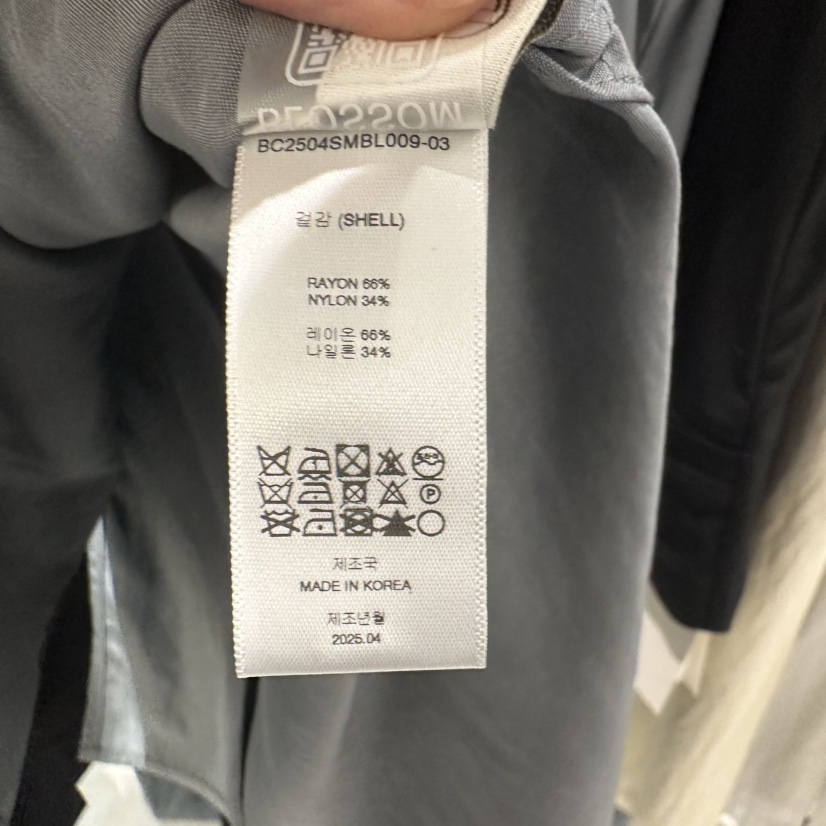 BLOSSOM
BC2504SMBL009-03
겉감 (SHELL)
RAYON 66%
NYLON 34%
레이온 66%
나일론 34%
P
제조국
MADE IN KOREA
제조년월
2025.04